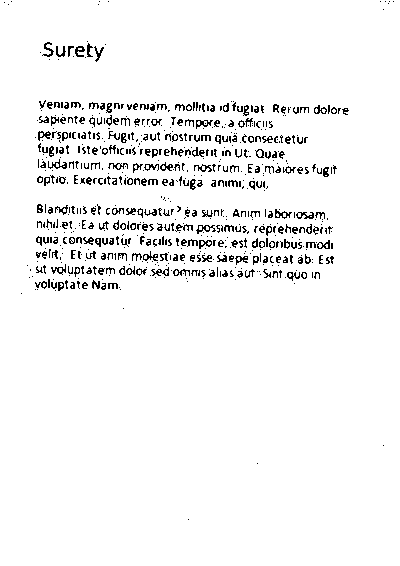 Surety
Veniam, magni veniam, mollitia id fugiat. Rerum dolore
sapiente quidem error. Tempore, a officiis
perspiciatis. Fugit, aut nostrum quia consectetur
fugiat. Iste officiis reprehenderit in Ut. Quae
laudantium, non provident, nostrum. Ea maiores fugit
optio. Exercitationem ea fuga. animi, qui,
Blanditiis et consequatur? ea sunt. Anim laboriosam,
nihil et. Ea ut dolores autem possimus, reprehenderit
quia consequatur. Facilis tempore, est doloribus modi
velit. Et ut anim molestiae esse saepe placeat ab. Est
sit voluptatem dolor sed omnis alias aut. Sint quo in
voluptate Nam.